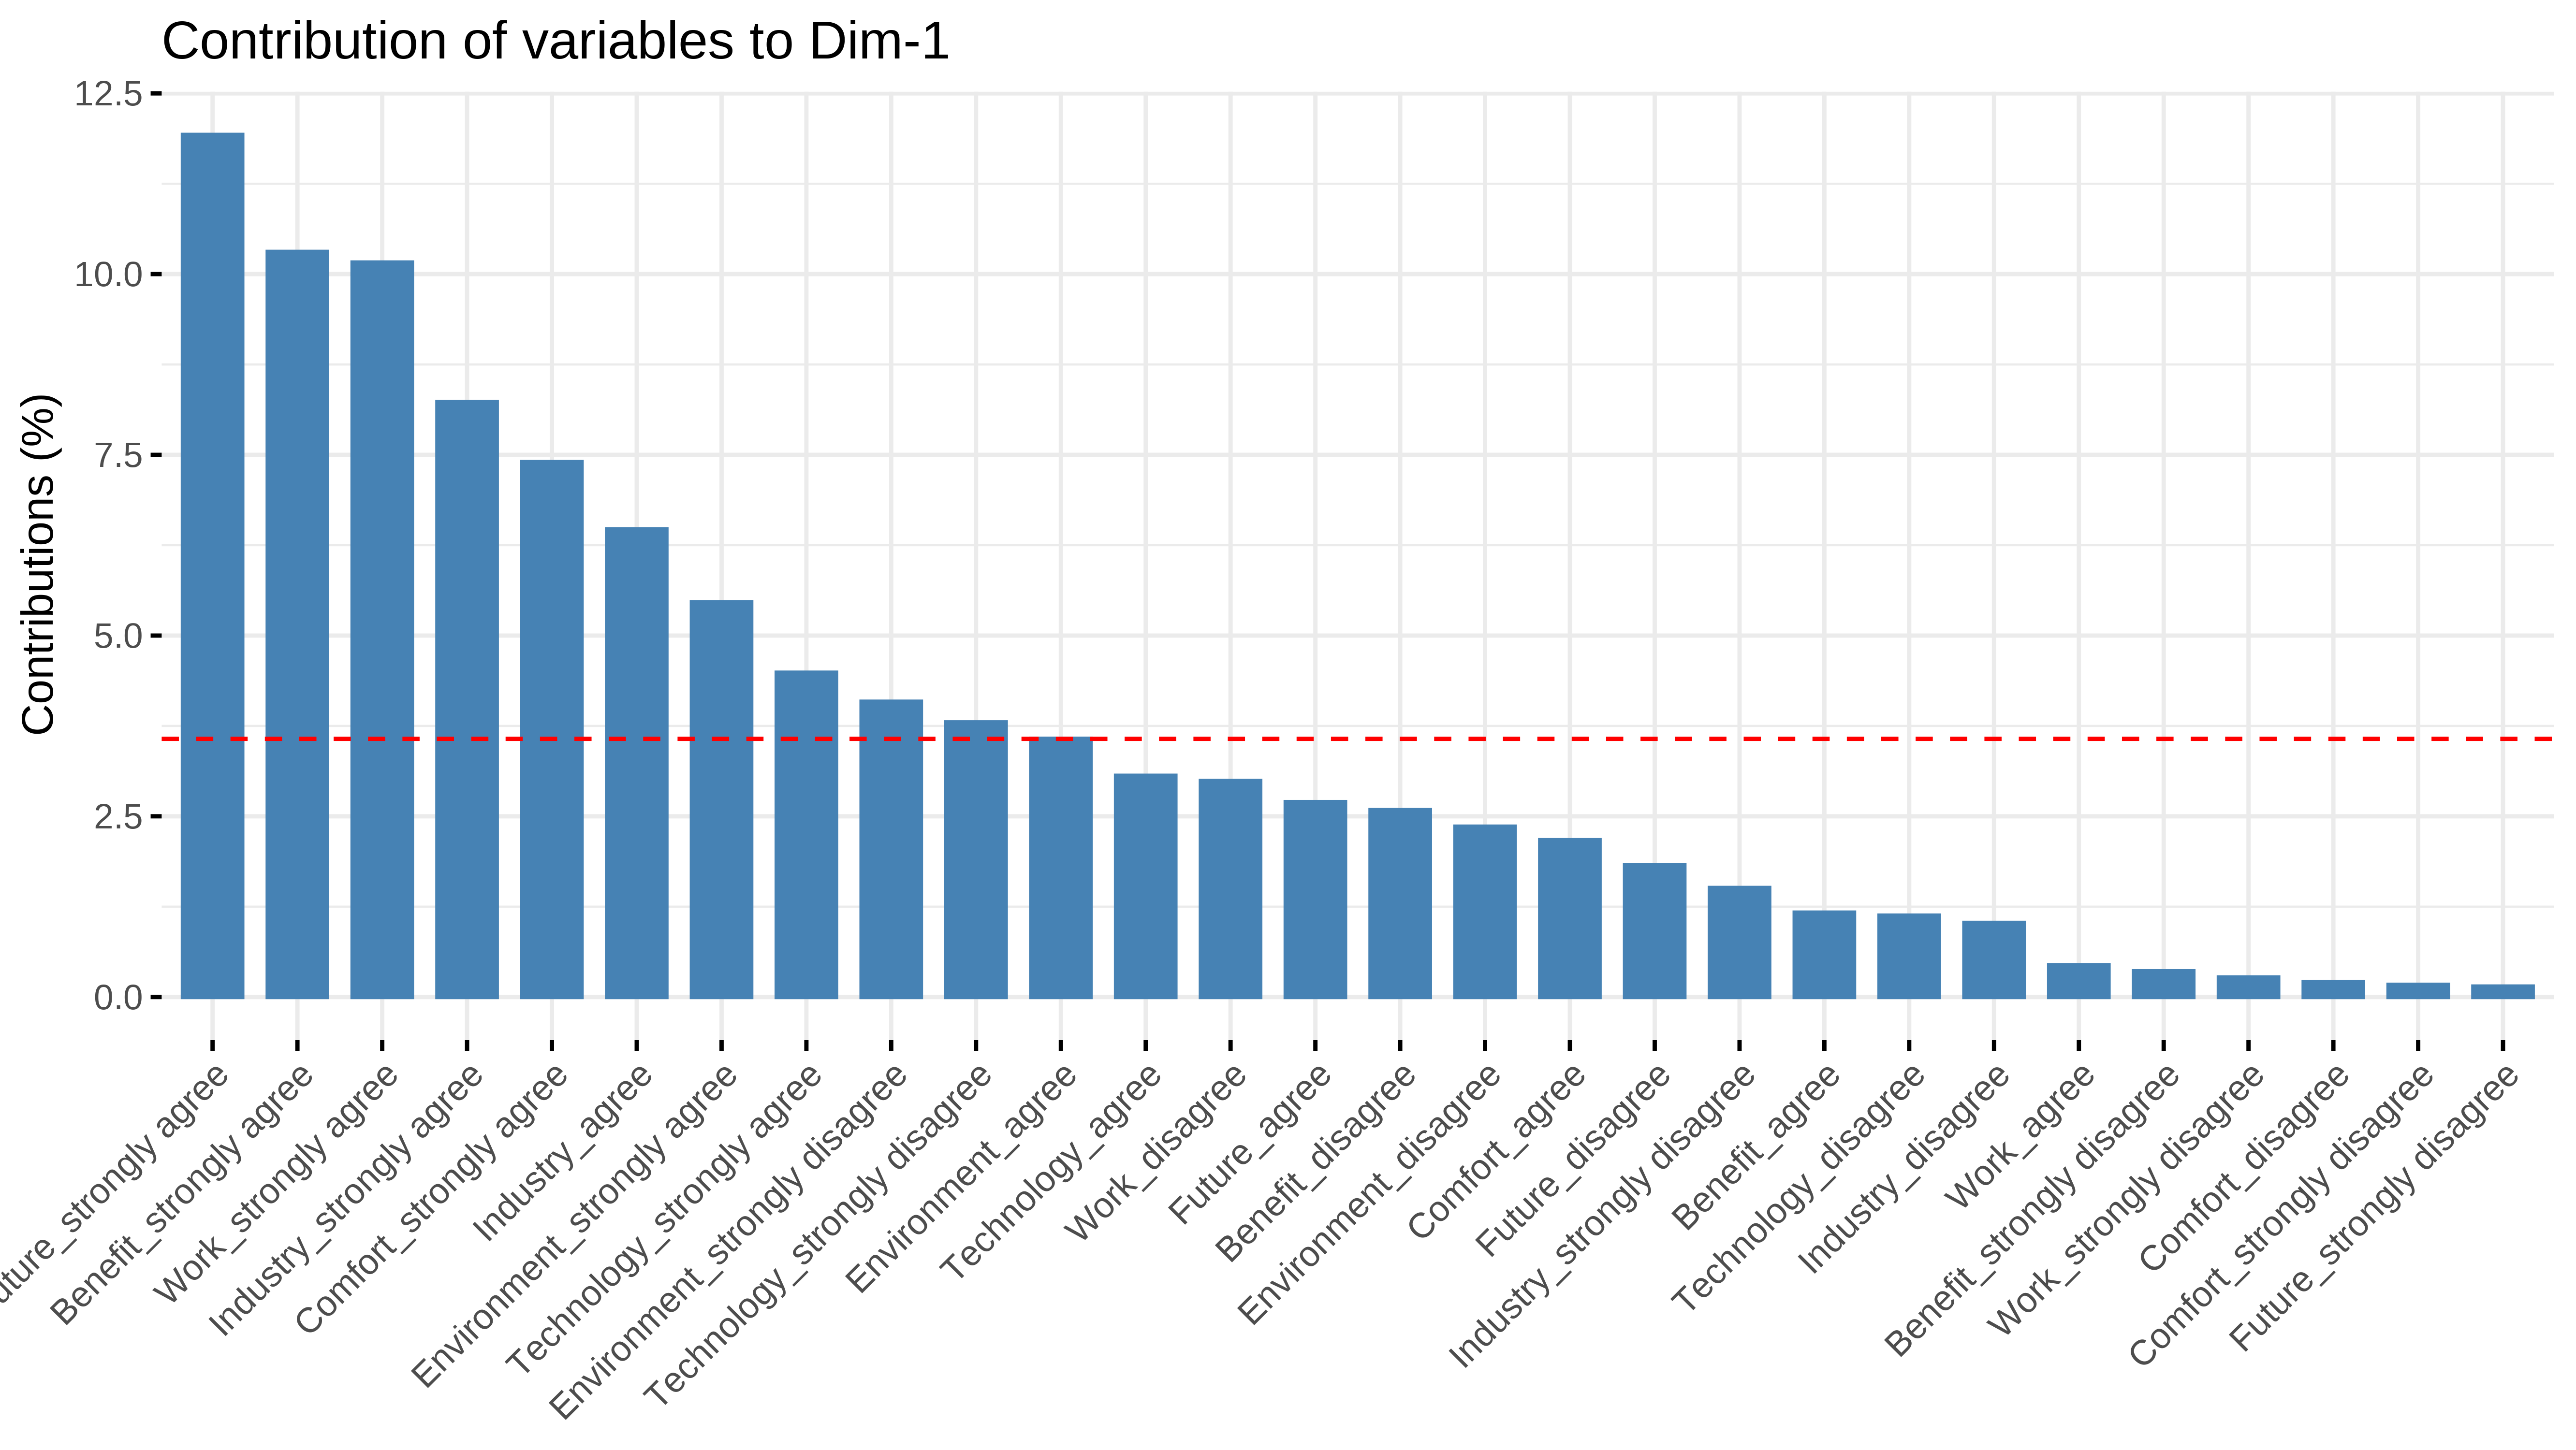 Contribution of variables to Dim-1
Contributions (%)
12.5
10.0
7.5
5.0
2.5
0.0
uture_strongly agree
Benefit_strongly agree
Work_strongly agree
Industry_strongly agree
Comfort_strongly agree
Industry_agree
Environment_strongly agree
Technology_strongly agree
Environment_strongly disagree
Technology_strongly disagree
Environment_agree
Technology_agree
Work_disagree
Future_agree
Benefit_disagree
Environment_disagree
Comfort_agree
Future_disagree
Industry_strongly disagree
Benefit_agree
Technology_disagree
Industry_disagree
Work_agree
Benefit_strongly disagree
Work_strongly disagree
Comfort_disagree
Comfort_strongly disagree
Future_strongly disagree